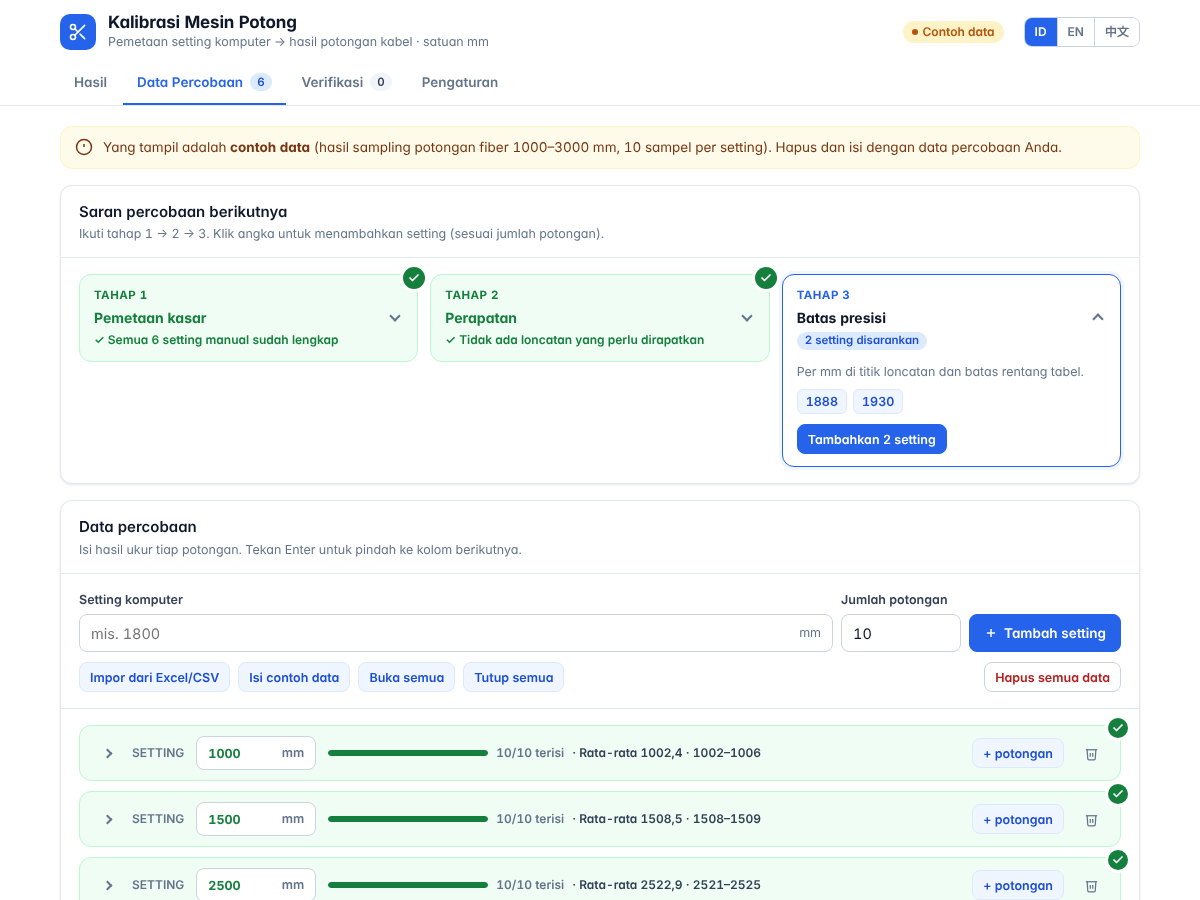 Kalibrasi Mesin Potong
Pemetaan setting komputer → hasil potongan kabel · satuan mm
Contoh data
ID EN 中文
Hasil Data Percobaan 6 Verifikasi 0 Pengaturan
Yang tampil adalah contoh data (hasil sampling potongan fiber 1000–3000 mm, 10 sampel per setting). Hapus dan isi dengan data percobaan Anda.
Saran percobaan berikutnya
Ikuti tahap 1 → 2 → 3. Klik angka untuk menambahkan setting (sesuai jumlah potongan).
TAHAP 1
Pemetaan kasar
✓ Semua 6 setting manual sudah lengkap
TAHAP 2
Perapatan
✓ Tidak ada loncatan yang perlu dirapatkan
TAHAP 3
Batas presisi
2 setting disarankan
Per mm di titik loncatan dan batas rentang tabel.
1888 1930
Tambahkan 2 setting
Data percobaan
Isi hasil ukur tiap potongan. Tekan Enter untuk pindah ke kolom berikutnya.
Setting komputer Jumlah potongan
mis. 1800 mm 10 + Tambah setting
Impor dari Excel/CSV Isi contoh data Buka semua Tutup semua Hapus semua data
SETTING 1000 mm 10/10 terisi · Rata-rata 1002,4 · 1002–1006 + potongan
SETTING 1500 mm 10/10 terisi · Rata-rata 1508,5 · 1508–1509 + potongan
SETTING 2500 mm 10/10 terisi · Rata-rata 2522,9 · 2521–2525 + potongan